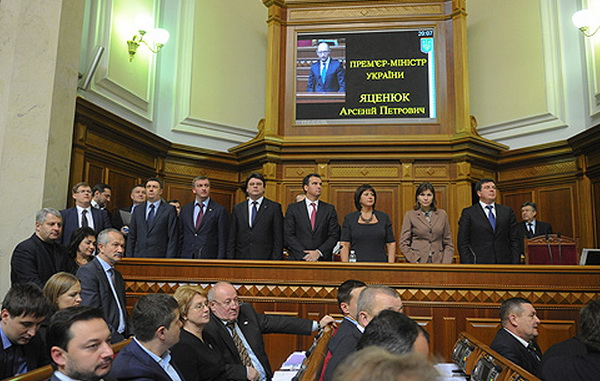 20:07
ПРЕМ'ЄР-МІНІСТР
УКРАЇНИ
ЯЦЕНЮК
АРСЕНІЙ ПЕТРОВИЧ